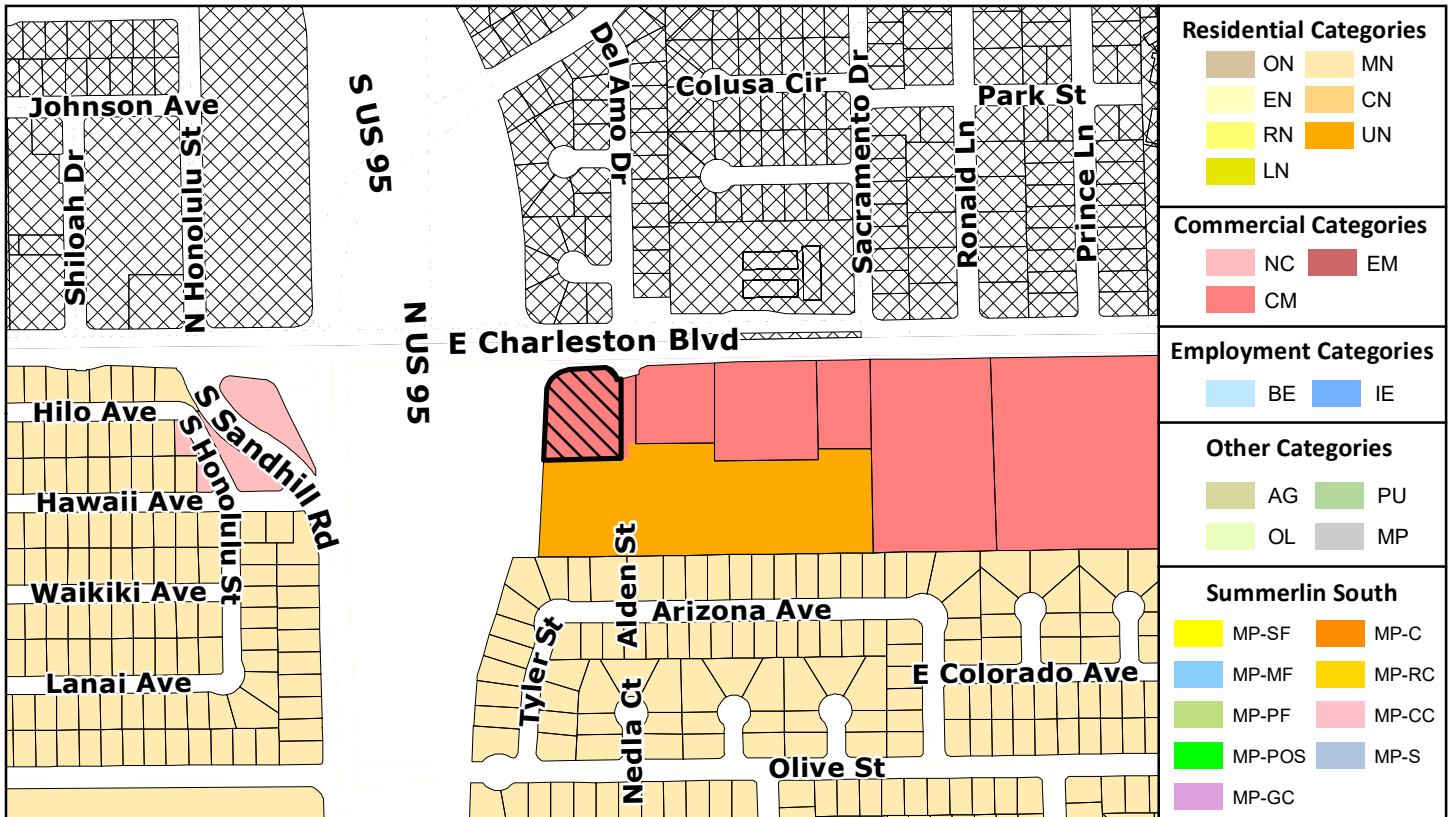 Johnson Ave
Shiloah Dr
N Honolulu St
S US 95
N US 95
Del Amo Dr
Colusa Cir
Sacramento Dr
Park St
Ronald Ln
Prince Ln
E Charleston Blvd
Hilo Ave
S Sandhill Rd
S Honolulu St
Hawaii Ave
Waikiki Ave
Lanai Ave
Alden St
Arizona Ave
Tyler St
Nedla Ct
E Colorado Ave
Olive St
Residential Categories
ON MN
EN CN
RN UN
LN
Commercial Categories
NC EM
CM
Employment Categories
BE IE
Other Categories
AG PU
OL MP
Summerlin South
MP-SF MP-C
MP-MF MP-RC
MP-PF MP-CC
MP-POS MP-S
MP-GC